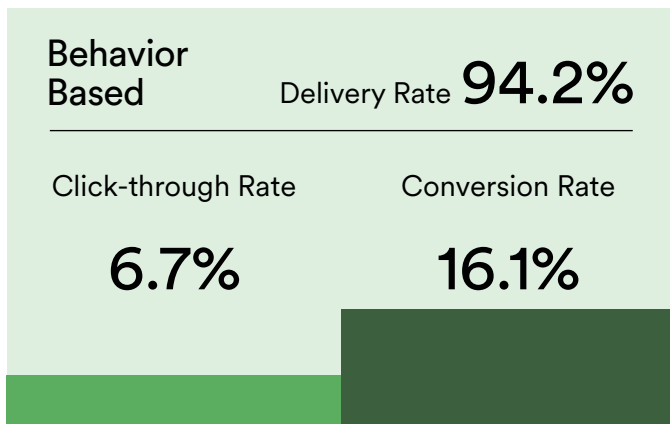 Behavior
Based
Delivery Rate 94.2%
Click-through Rate
Conversion Rate
6.7%
16.1%